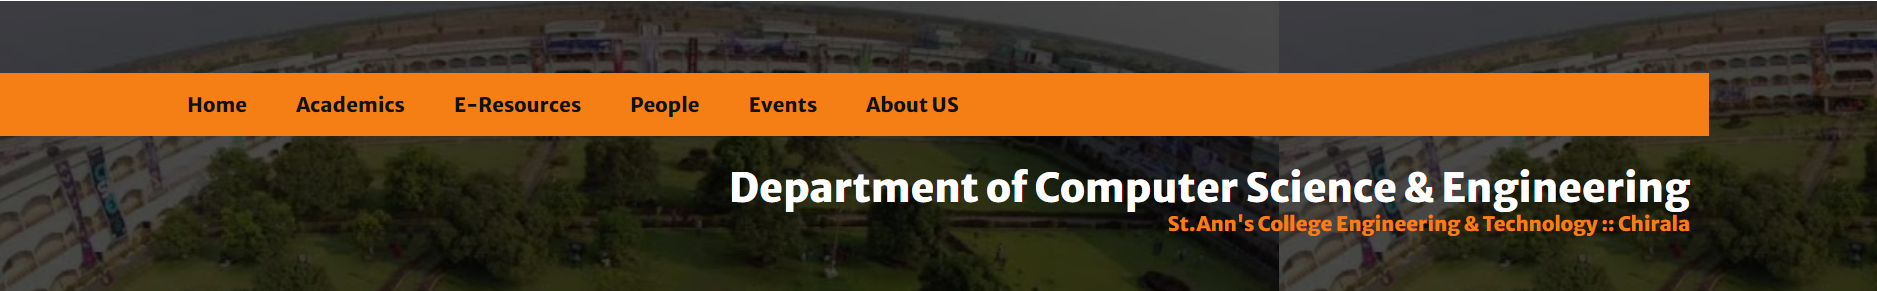 Home Academics E-Resources People Events About US
Department of Computer Science & Engineering
St.Ann's College Engineering & Technology :: Chirala